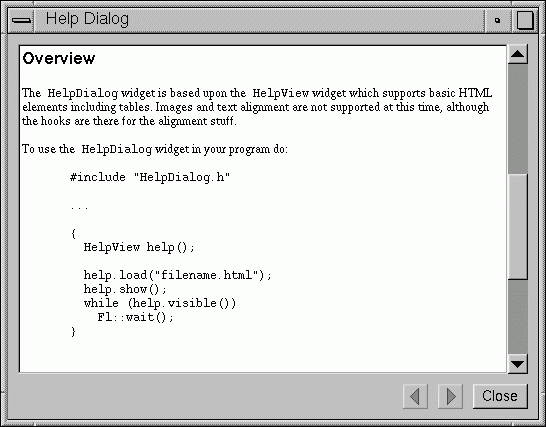 Help Dialog
Overview
The HelpDialog widget is based upon the HelpView widget which supports basic HTML
elements including tables. Images and text alignment are not supported at this time, although
the hooks are there for the alignment stuff.
To use the HelpDialog widget in your program do:
#include "HelpDialog.h"
...
{
HelpView help();
help.load("filename.html");
help.show();
while (help.visible())
Fl::wait();
}
Close